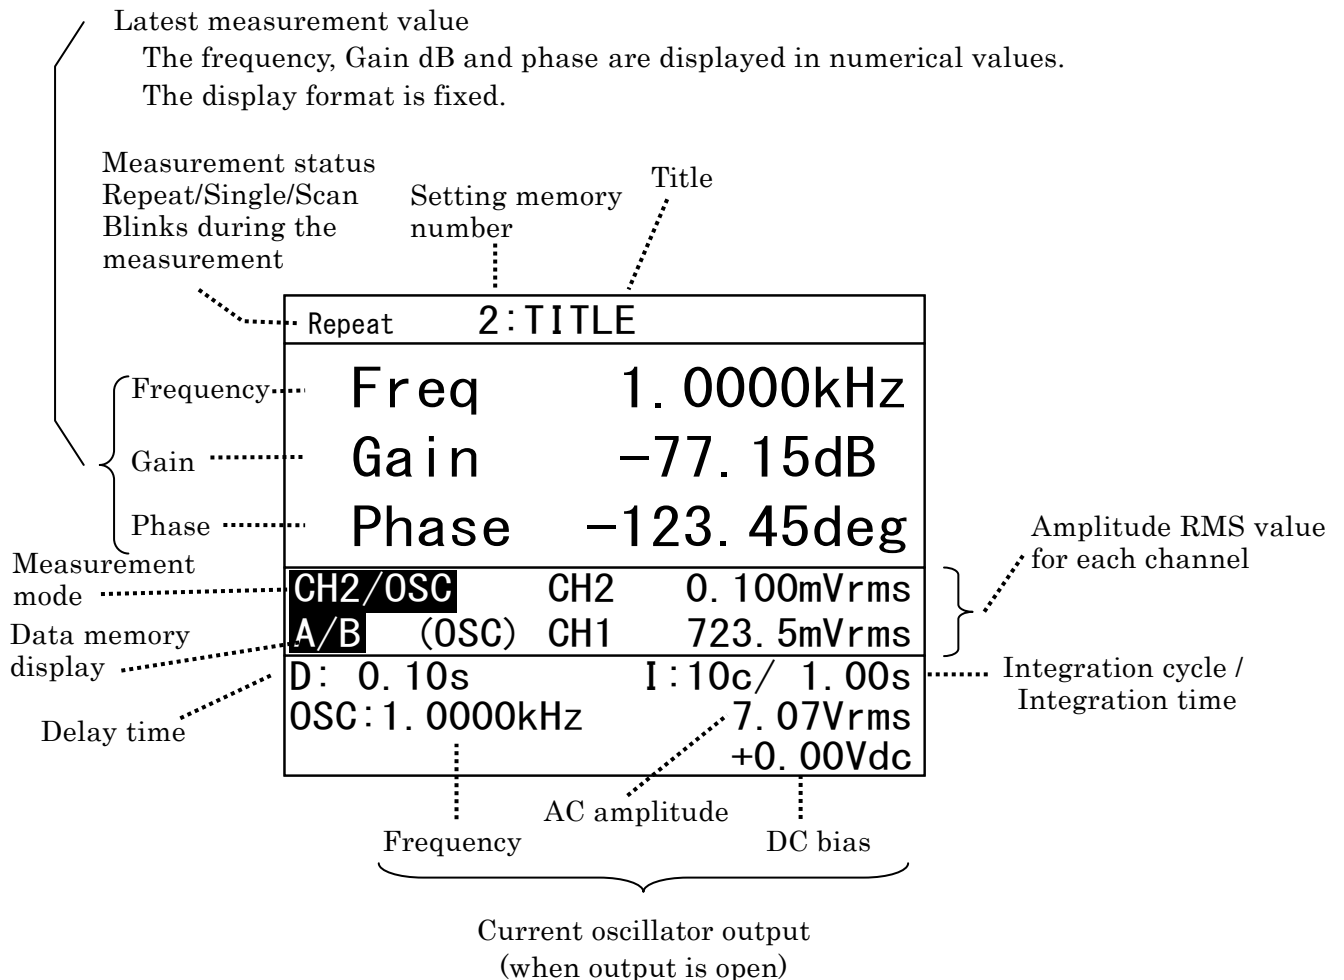 Latest measurement value
The frequency, Gain dB and phase are displayed in numerical values.
The display format is fixed.
Measurement status
Repeat/Single/Scan
Blinks during the
measurement
Setting memory
number
Title
Repeat 2:TITLE
Frequency
Freq 1.0000kHz
Gain
Gain -77.15dB
Phase
Phase -123.45deg
Measurement
mode
CH2/OSC CH2 0.100mVrms
Amplitude RMS value
for each channel
Data memory
display
A/B (OSC) CH1 723.5mVrms
D: 0.10s I:10c/ 1.00s
Integration cycle /
Integration time
Delay time
OSC:1.0000kHz 7.07Vrms
+0.00Vdc
Frequency
AC amplitude
DC bias
Current oscillator output
(when output is open)